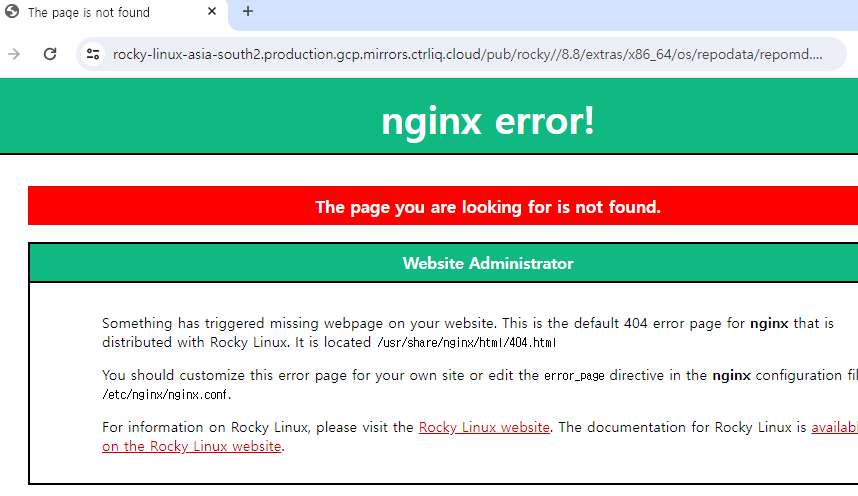 The page is not found
rocky-linux-asia-south2.production.gcp.mirrors.ctrliq.cloud/pub/rocky//8.8/extras/x86_64/os/repodata/repomd....
nginx error!
The page you are looking for is not found.
Website Administrator
Something has triggered missing webpage on your website. This is the default 404 error page for nginx that is
distributed with Rocky Linux. It is located /usr/share/nginx/html/404.html
You should customize this error page for your own site or edit the error_page directive in the nginx configuration
/etc/nginx/nginx.conf.
For information on Rocky Linux, please visit the Rocky Linux website. The documentation for Rocky Linux is
on the Rocky Linux website.